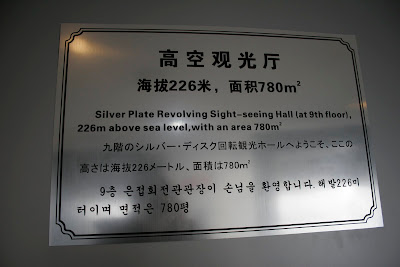 高空观光厅
海拔226米，面积780m²
Silver Plate Revolving Sight-seeing Hall (at 9th floor),
226m above sea level, with an area 780m²
九階のシルバー・ディスク回転観光ホールへようこそ、ここの
高さは海拔226メートル、面積は780m²
9층 은접회전관관장이 손님을 환영합니다. 해발226미
터이며 면적은 780평